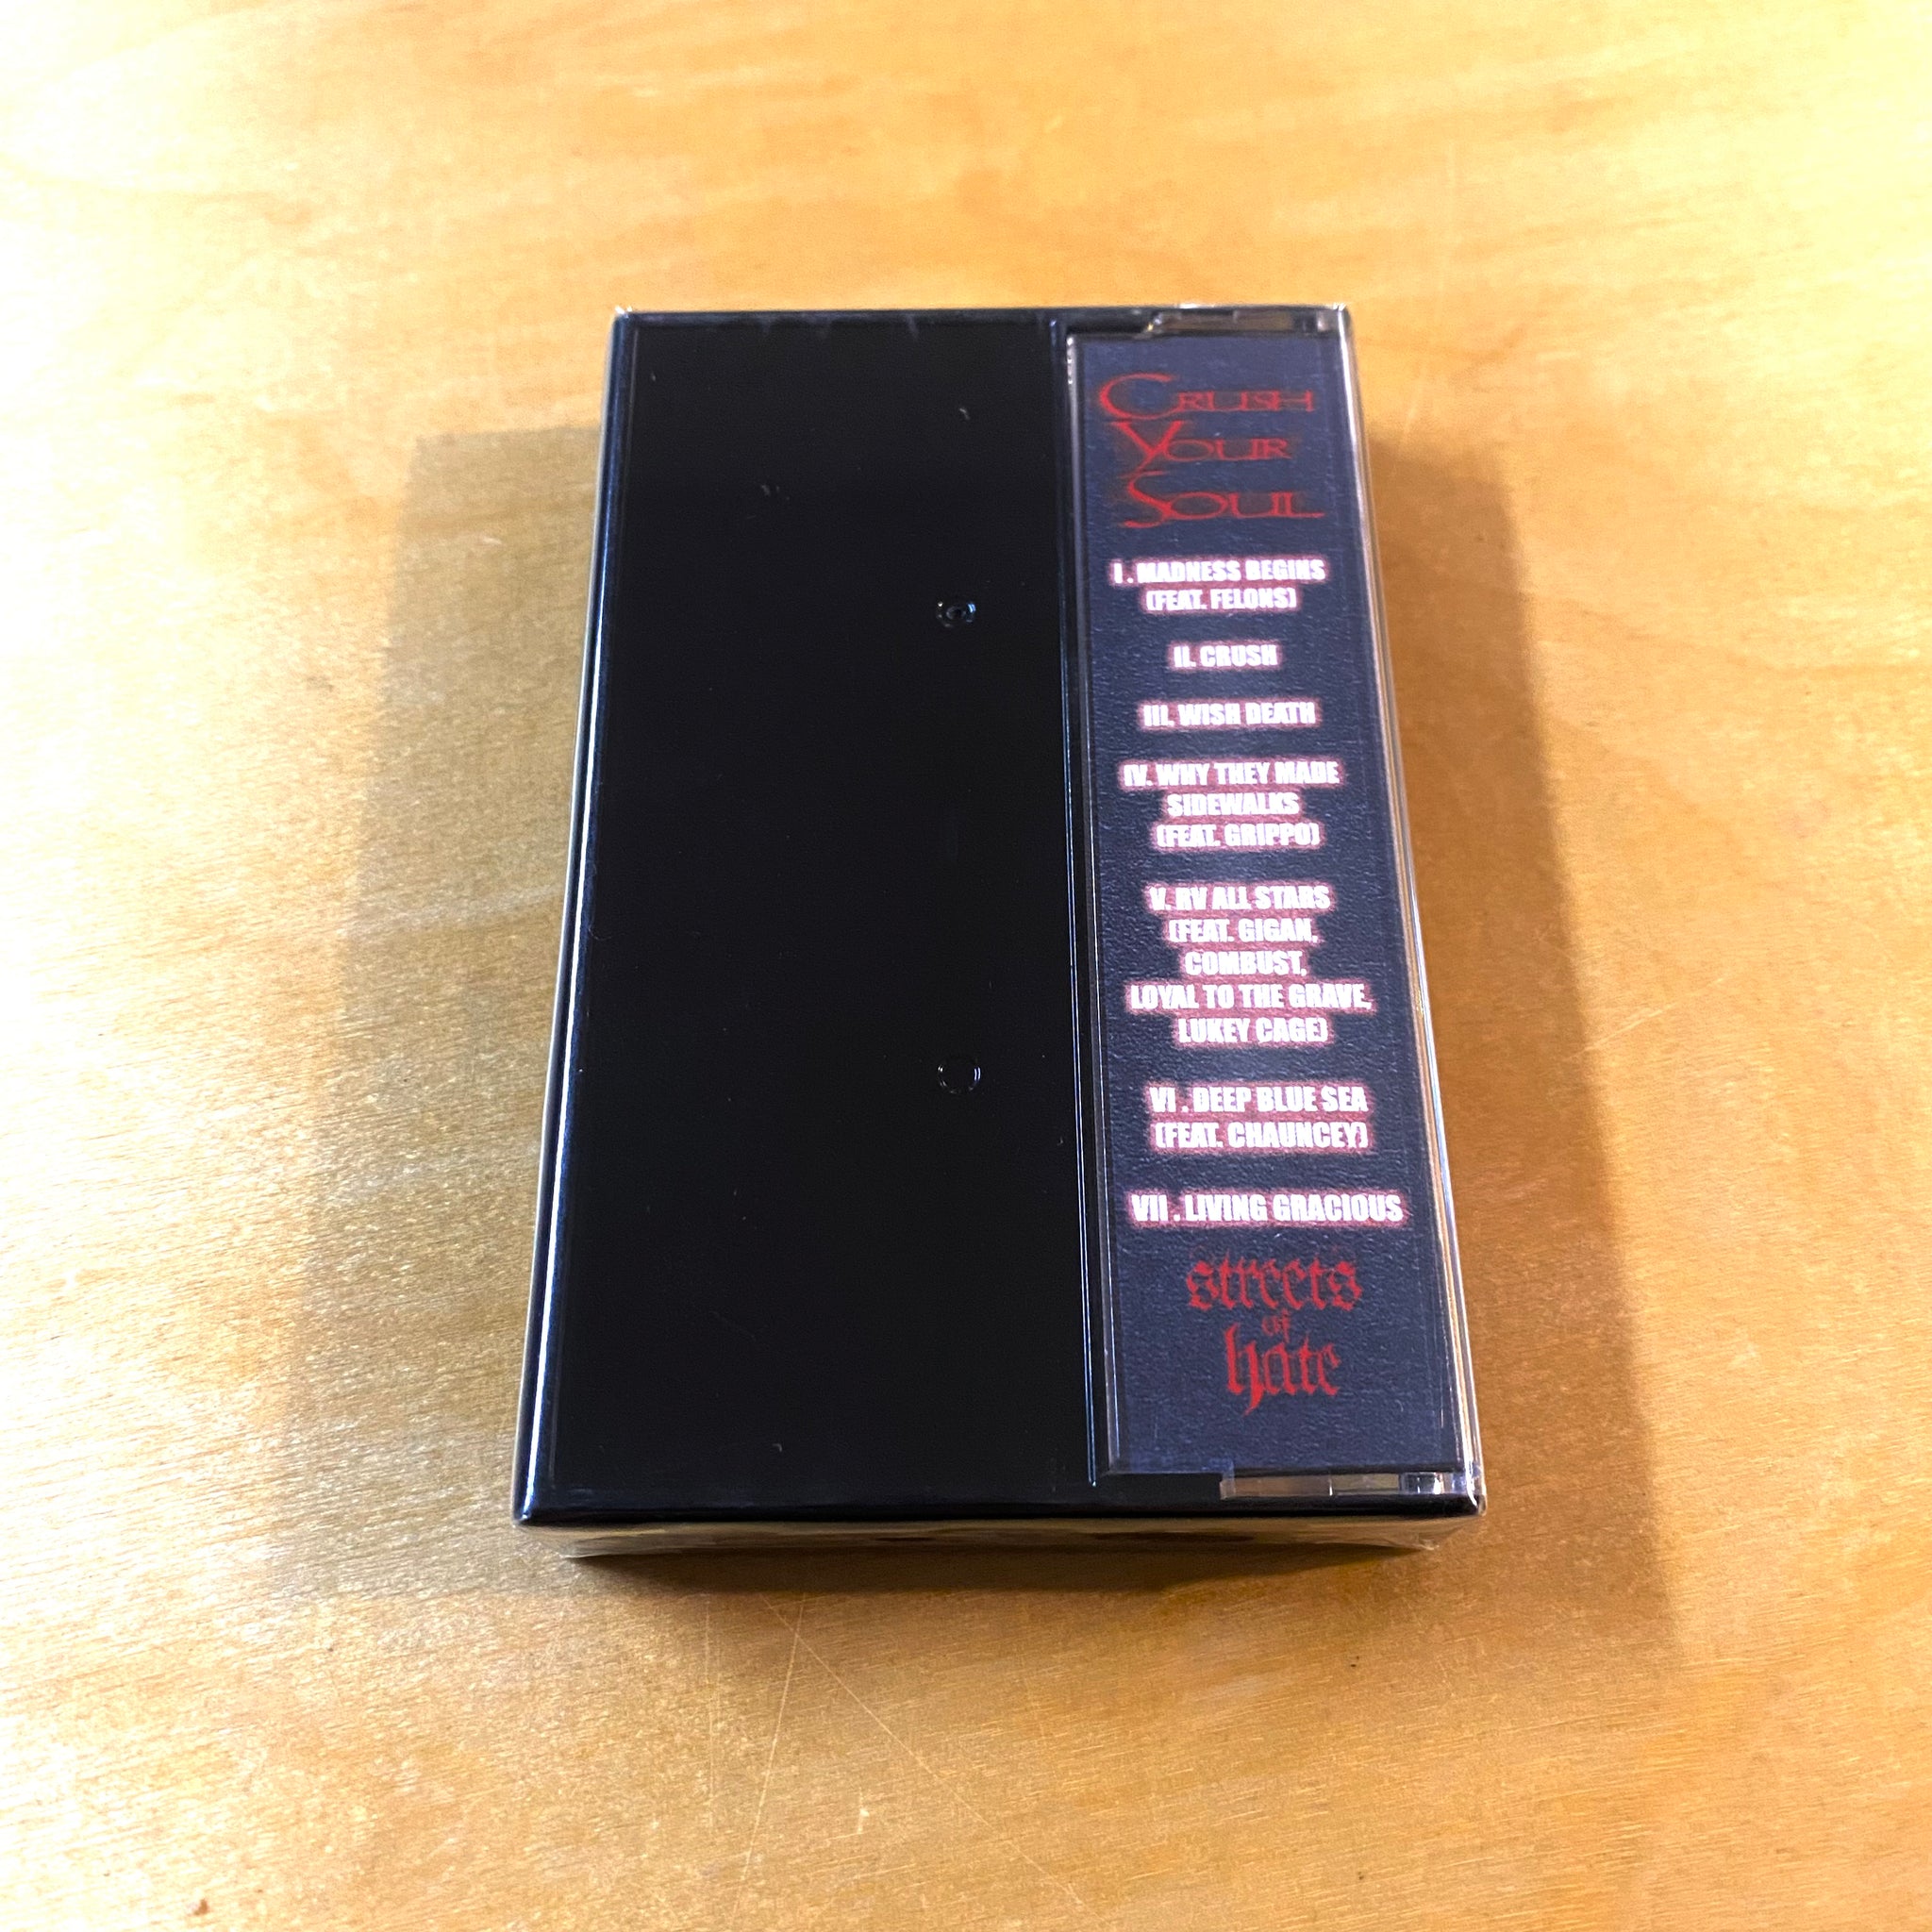 CRUSH
YOUR
SOUL
I . MADNESS BEGINS
(FEAT. FELONS)
II. CRUSH
III. WISH DEATH
IV. WHY THEY MADE
SIDEWALKS
(FEAT. GRIPPO)
V. RV ALL STARS
(FEAT. GIGAN,
COMBUST,
LOYAL TO THE GRAVE,
LUKEY CAGE)
VI . DEEP BLUE SEA
(FEAT. CHAUNCEY)
VII . LIVING GRACIOUS
streets
of
hate